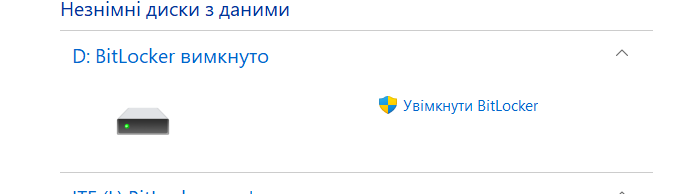 Незнімні диски з даними
D: BitLocker вимкнуто
Увімкнути BitLocker